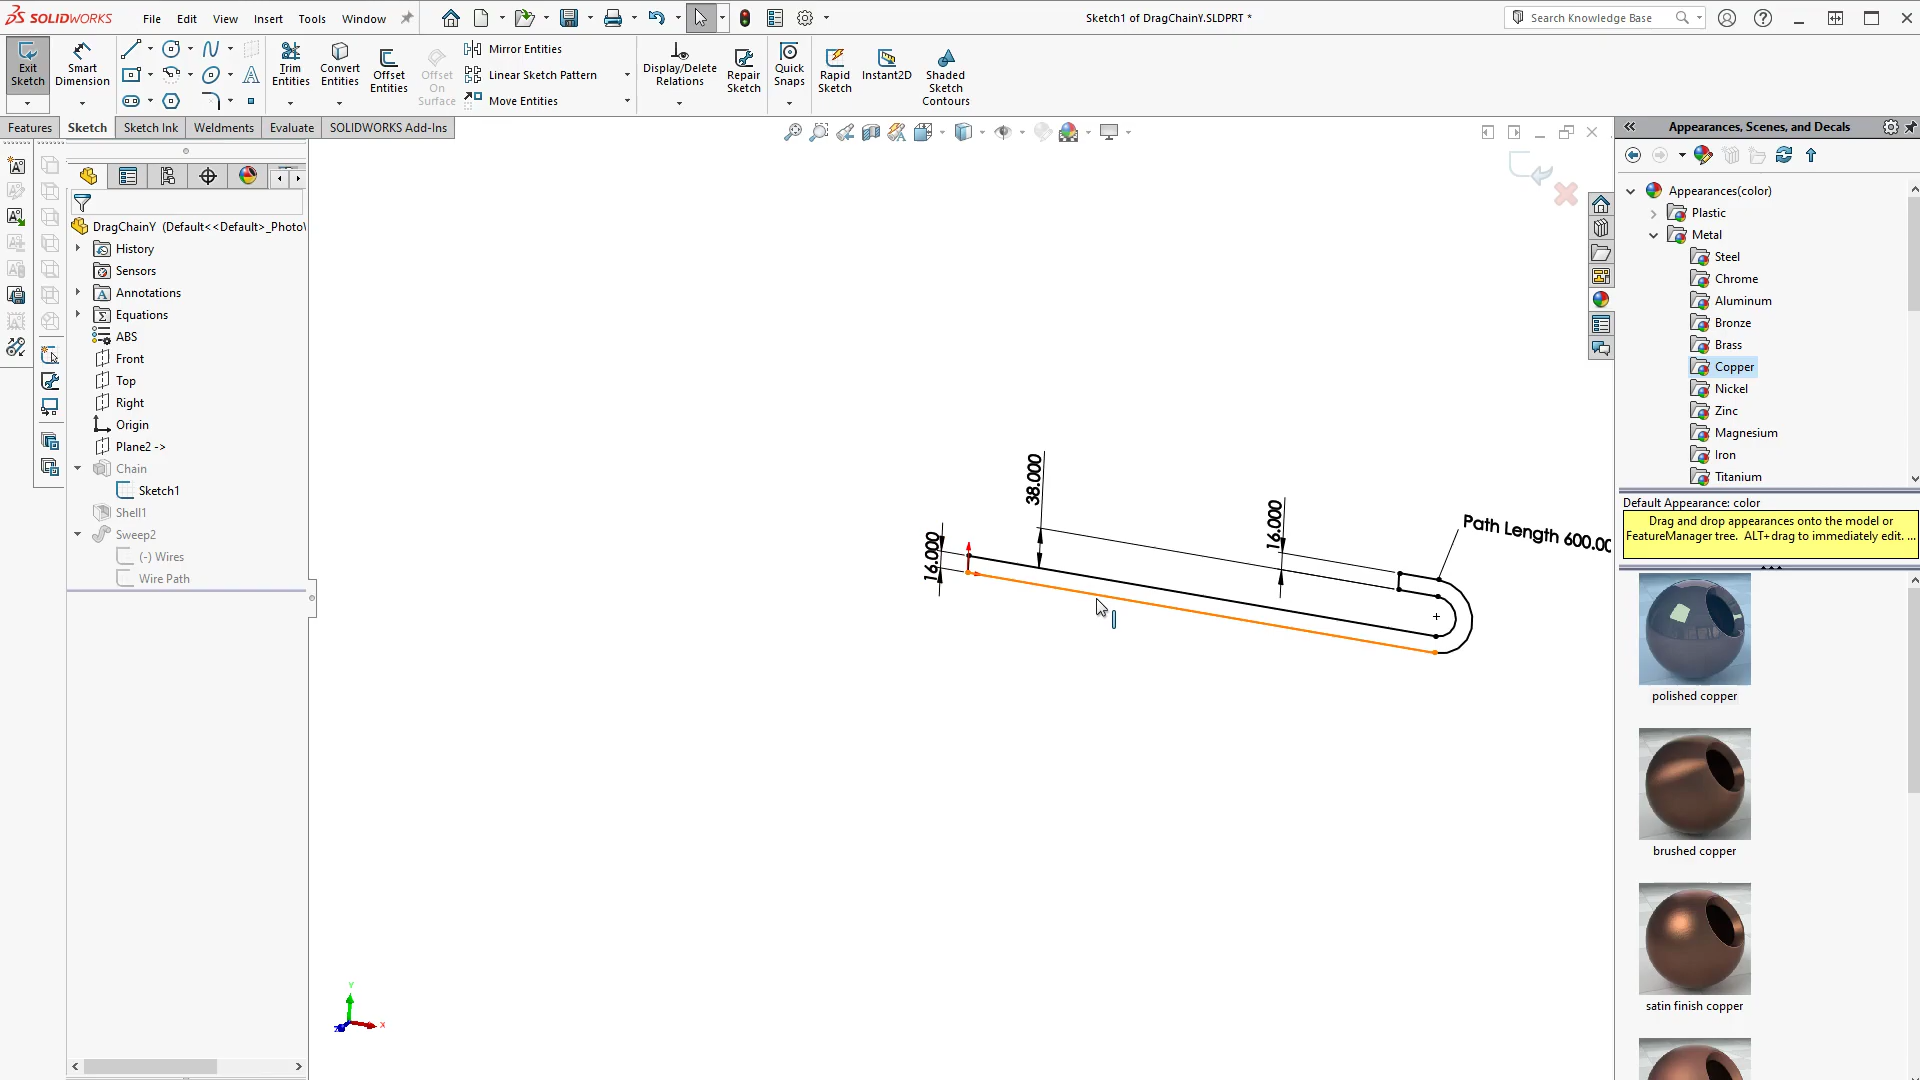 SOLIDWORKS
File Edit View Insert Tools Window
Sketch1 of DragChainY.SLDPRT *
Search Knowledge Base
Exit Sketch
Smart Dimension
Trim Entities
Convert Entities
Offset Entities
Offset On Surface
Mirror Entities
Linear Sketch Pattern
Move Entities
Display/Delete Relations
Repair Sketch
Quick Snaps
Rapid Sketch
Instant2D
Shaded Sketch Contours
Features Sketch Sketch Ink Weldments Evaluate SOLIDWORKS Add-Ins
DragChainY (Default<<Default>_Photo
History
Sensors
Annotations
Equations
ABS
Front
Top
Right
Origin
Plane2 ->
Chain
Sketch1
Shell1
Sweep2
(-) Wires
Wire Path
38.000
16.000
16.000
Path Length 600.00
Y
X
Z
Appearances, Scenes, and Decals
Appearances(color)
Plastic
Metal
Steel
Chrome
Aluminum
Bronze
Brass
Copper
Nickel
Zinc
Magnesium
Iron
Titanium
Default Appearance: color
Drag and drop appearances onto the model or
FeatureManager tree. ALT+drag to immediately edit. ...
polished copper
brushed copper
satin finish copper